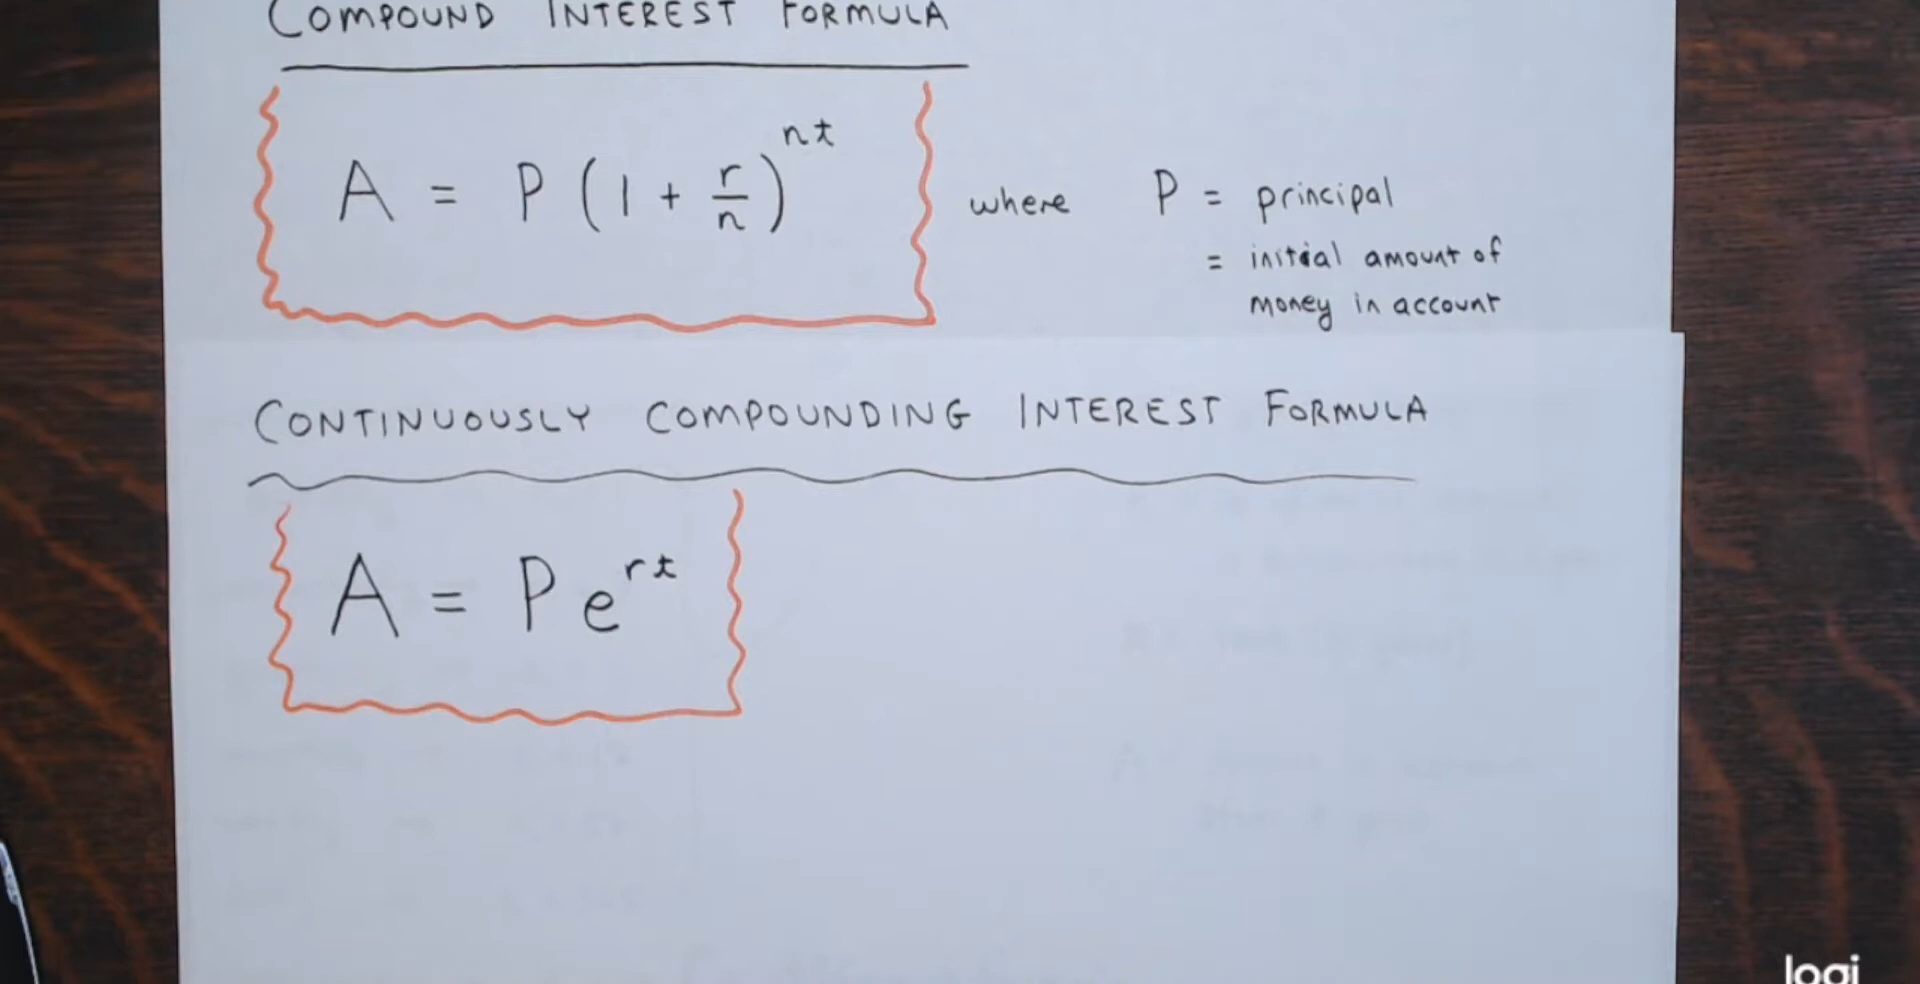 COMPOUND INTEREST FORMULA
A = P (1 + r/n)^nt where P = principal
= initial amount of
money in account
CONTINUOUSLY COMPOUNDING INTEREST FORMULA
A = P e^rt
logi